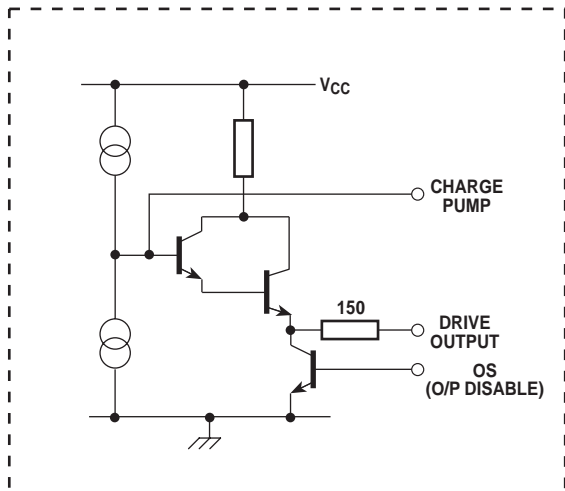 VCC
CHARGE
PUMP
150
DRIVE
OUTPUT
OS
(O/P DISABLE)